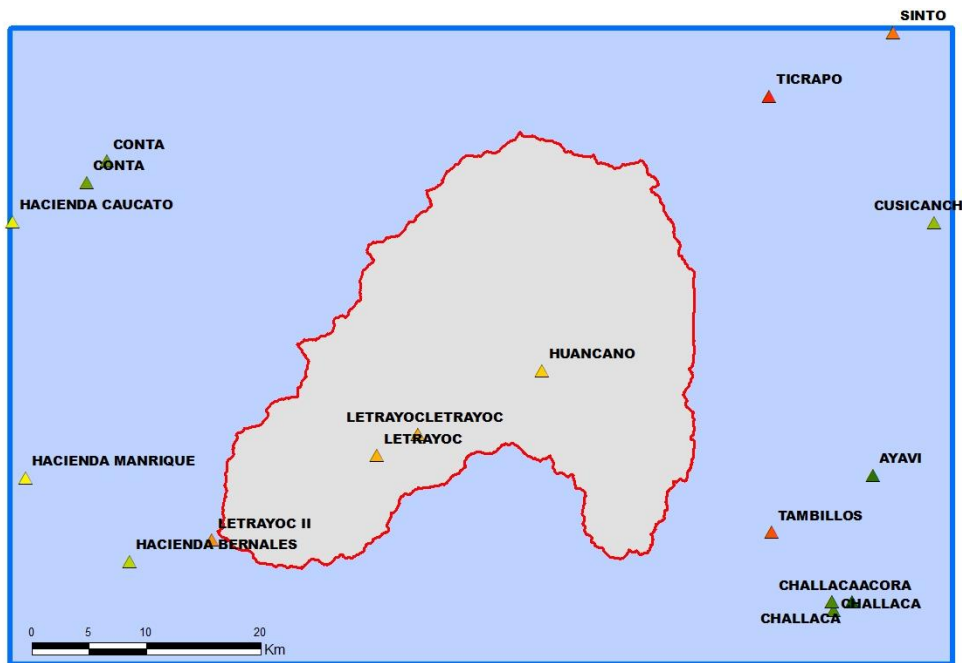 SINTO
TICRAPO
CONTA
CONTA
HACIENDA CAUCATO
CUSICANCH
HUANCANO
LETRAYOCLETRAYOC
LETRAYOC
HACIENDA MANRIQUE
AYAVI
LETRAYOC II
TAMBILLOS
HACIENDA BERNALES
CHALLACAACORA
CHALLACA
CHALLACA
0 5 10 20
Km